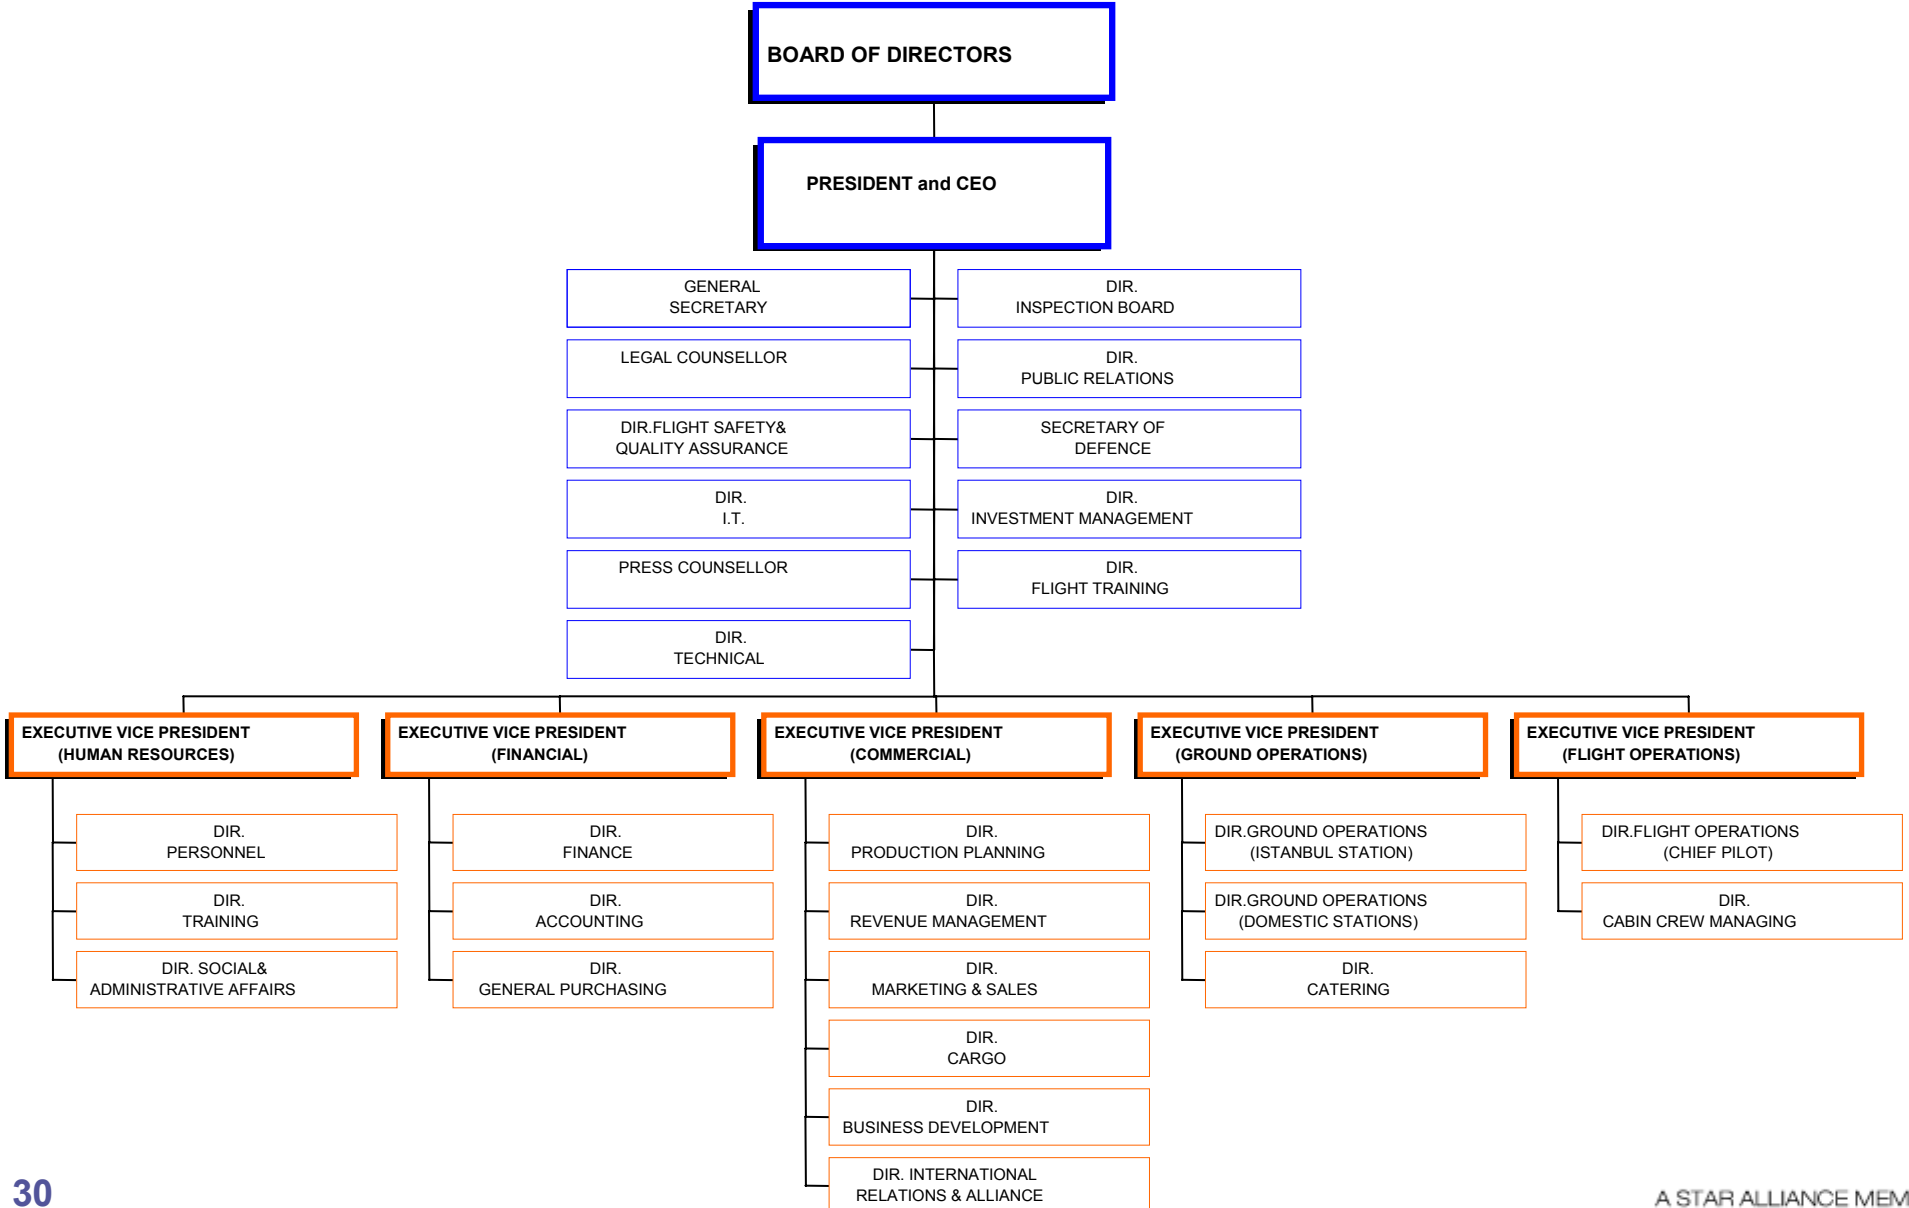 BOARD OF DIRECTORS
PRESIDENT and CEO
GENERAL
SECRETARY
DIR.
INSPECTION BOARD
LEGAL COUNSELLOR
DIR.
PUBLIC RELATIONS
DIR.FLIGHT SAFETY&
QUALITY ASSURANCE
SECRETARY OF
DEFENCE
DIR.
I.T.
DIR.
INVESTMENT MANAGEMENT
PRESS COUNSELLOR
DIR.
FLIGHT TRAINING
DIR.
TECHNICAL
EXECUTIVE VICE PRESIDENT
(HUMAN RESOURCES)
DIR.
PERSONNEL
DIR.
TRAINING
DIR. SOCIAL&
ADMINISTRATIVE AFFAIRS
EXECUTIVE VICE PRESIDENT
(FINANCIAL)
DIR.
FINANCE
DIR.
ACCOUNTING
DIR.
GENERAL PURCHASING
EXECUTIVE VICE PRESIDENT
(COMMERCIAL)
DIR.
PRODUCTION PLANNING
DIR.
REVENUE MANAGEMENT
DIR.
MARKETING & SALES
DIR.
CARGO
DIR.
BUSINESS DEVELOPMENT
DIR. INTERNATIONAL
RELATIONS & ALLIANCE
EXECUTIVE VICE PRESIDENT
(GROUND OPERATIONS)
DIR.GROUND OPERATIONS
(ISTANBUL STATION)
DIR.GROUND OPERATIONS
(DOMESTIC STATIONS)
DIR.
CATERING
EXECUTIVE VICE PRESIDENT
(FLIGHT OPERATIONS)
DIR.FLIGHT OPERATIONS
(CHIEF PILOT)
DIR.
CABIN CREW MANAGING
30
A STAR ALLIANCE MEM